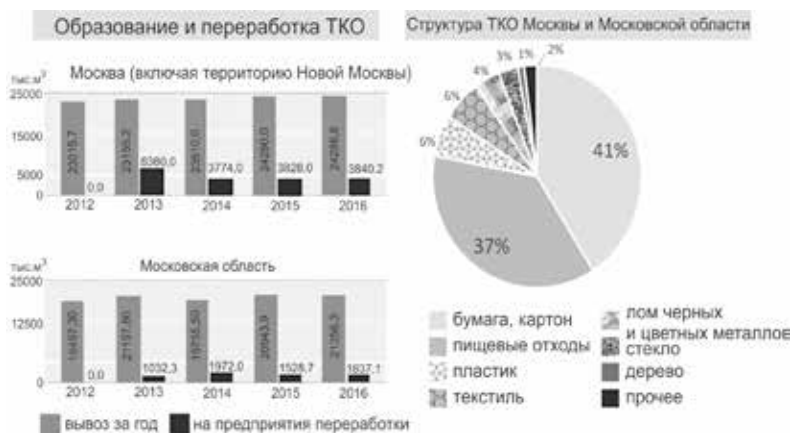 Образование и переработка ТКО
Москва (включая территорию Новой Москвы)
тыс.м³
25000
15000
5000
0
0,0
6380,0
3774,0
24290,0
3828,0
3840,2
2012
2013
2014
2015
2016
Московская область
тыс.м³
25000
12500
0
0,0
1032,3
1972,0
1528,7
1837,1
2012
2013
2014
2015
2016
вывоз за год
на предприятия переработки
Структура ТКО Москвы и Московской области
41%
37%
6%
6%
4%
3%
1%
2%
бумага, картон
пищевые отходы
пластик
текстиль
лом черных
и цветных металлов
стекло
дерево
прочее